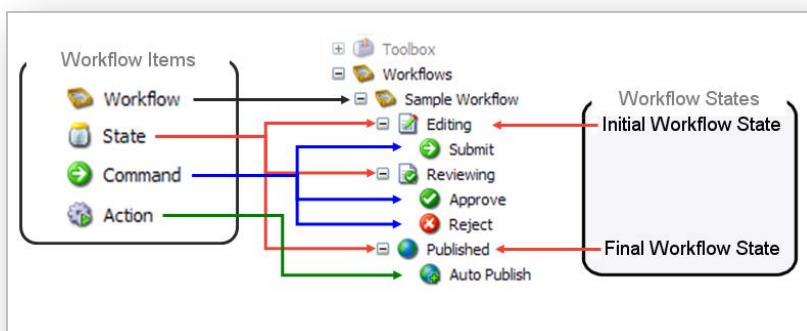 Workflow Items
Workflow
State
Command
Action
Toolbox
Workflows
Sample Workflow
Editing
Submit
Reviewing
Approve
Reject
Published
Auto Publish
Workflow States
Initial Workflow State
Final Workflow State